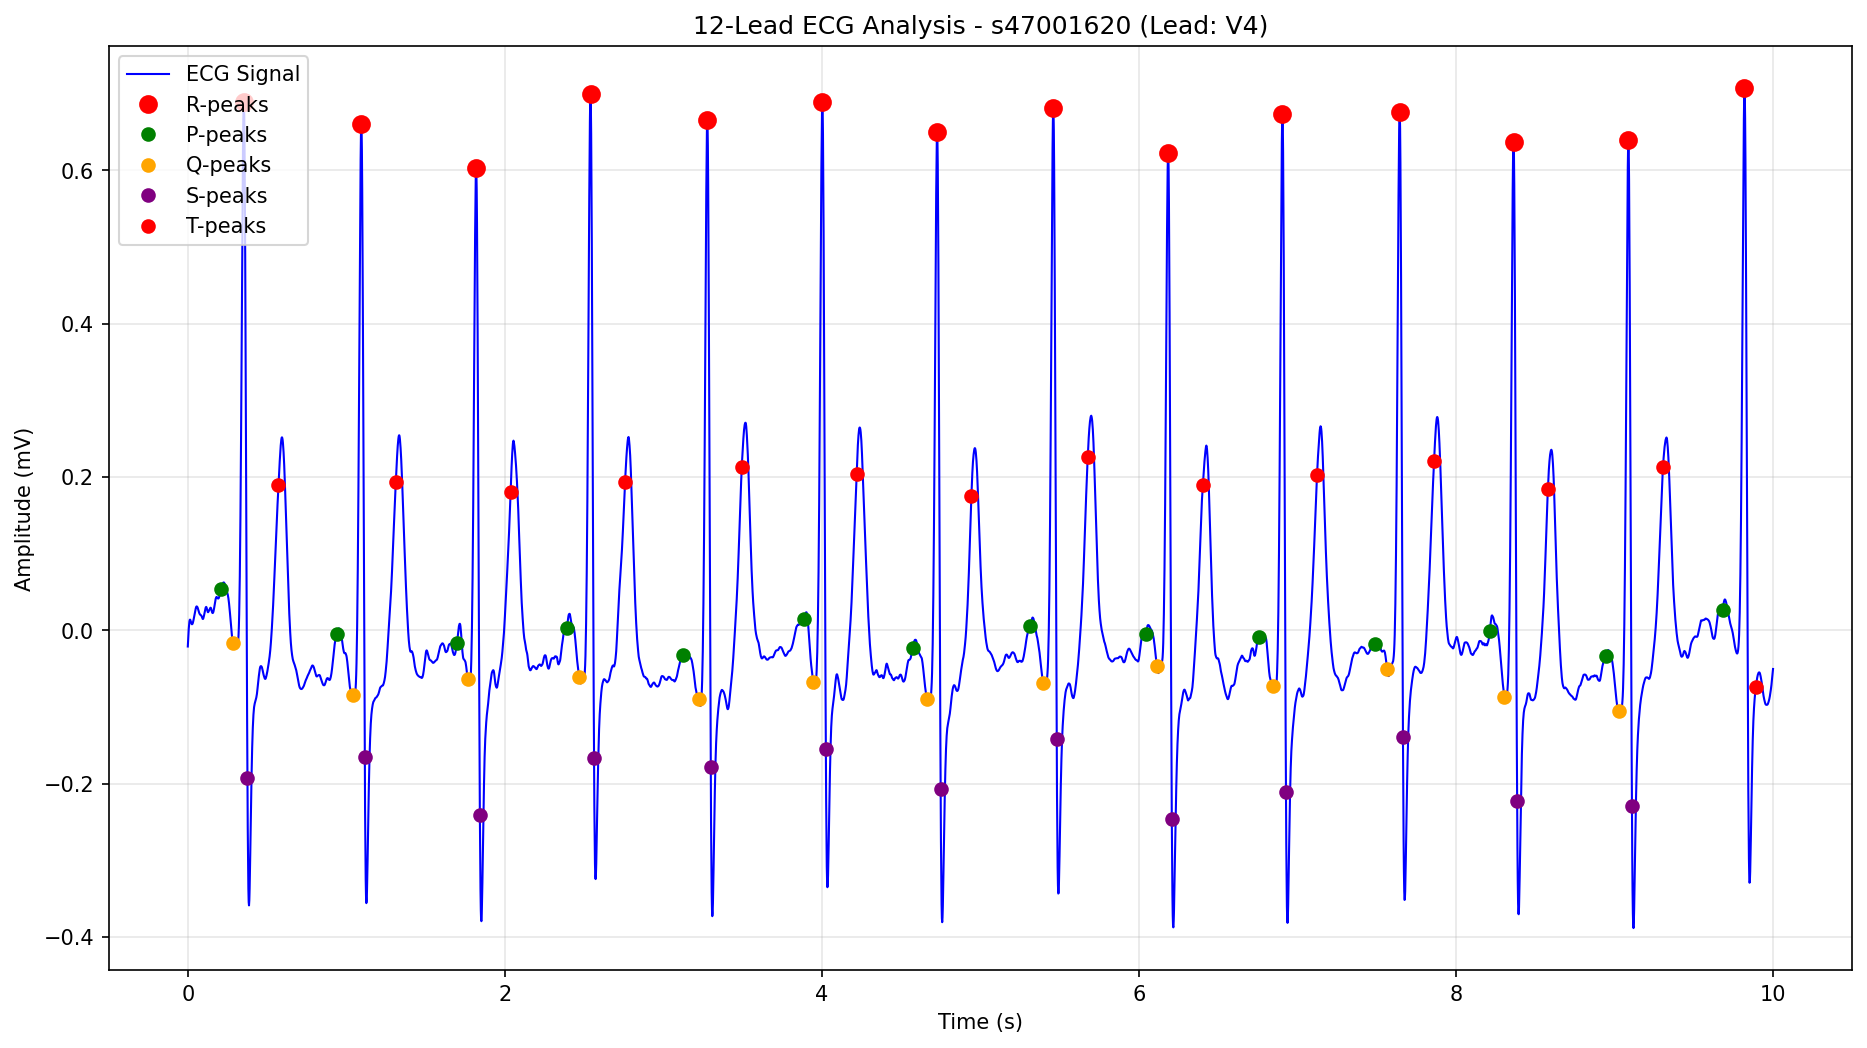 12-Lead ECG Analysis - s47001620 (Lead: V4)
ECG Signal
R-peaks
P-peaks
Q-peaks
S-peaks
T-peaks
Amplitude (mV)
0.6
0.4
0.2
0.0
−0.2
−0.4
0
2
4
6
8
10
Time (s)